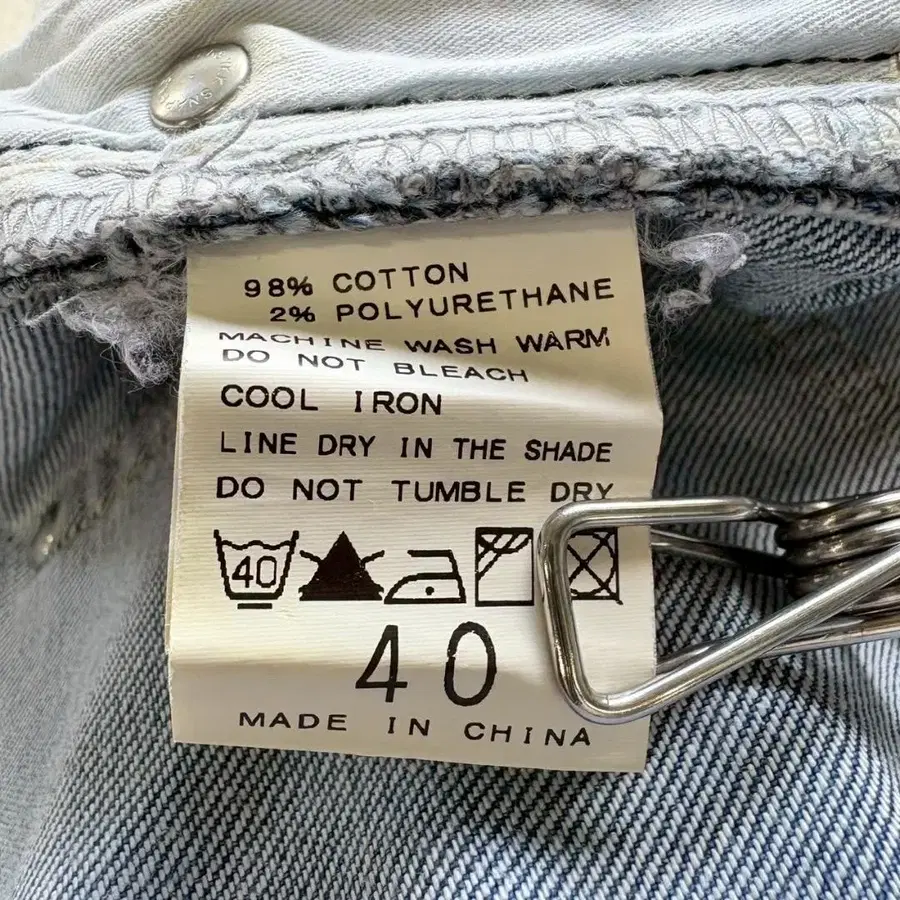 98% COTTON
2% POLYURETHANE
MACHINE WASH WARM
DO NOT BLEACH
COOL IRON
LINE DRY IN THE SHADE
DO NOT TUMBLE DRY
40
40
MADE IN CHINA